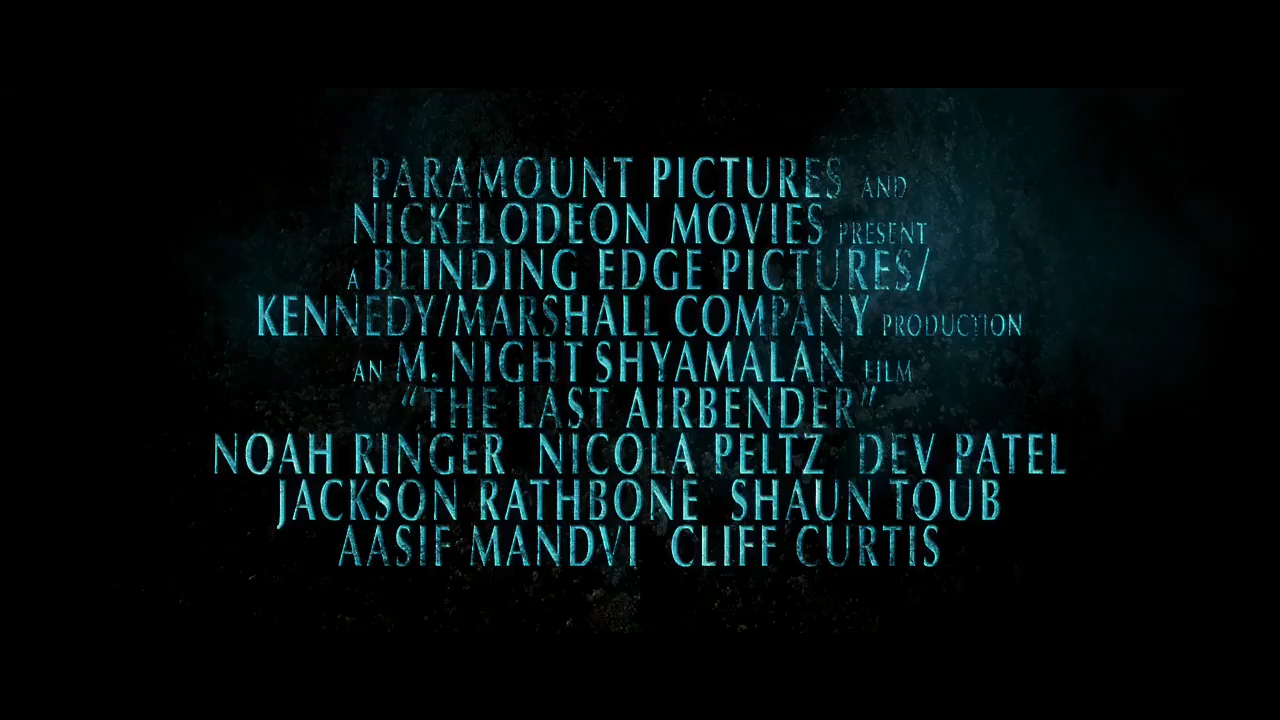 PARAMOUNT PICTURES AND
NICKELODEON MOVIES PRESENT
A BLINDING EDGE PICTURES/
KENNEDY/MARSHALL COMPANY PRODUCTION
AN M. NIGHT SHYAMALAN FILM
“THE LAST AIRBENDER”
NOAH RINGER NICOLA PELTZ DEV PATEL
JACKSON RATHBONE SHAUN TOUB
AASIF MANDVI CLIFF CURTIS